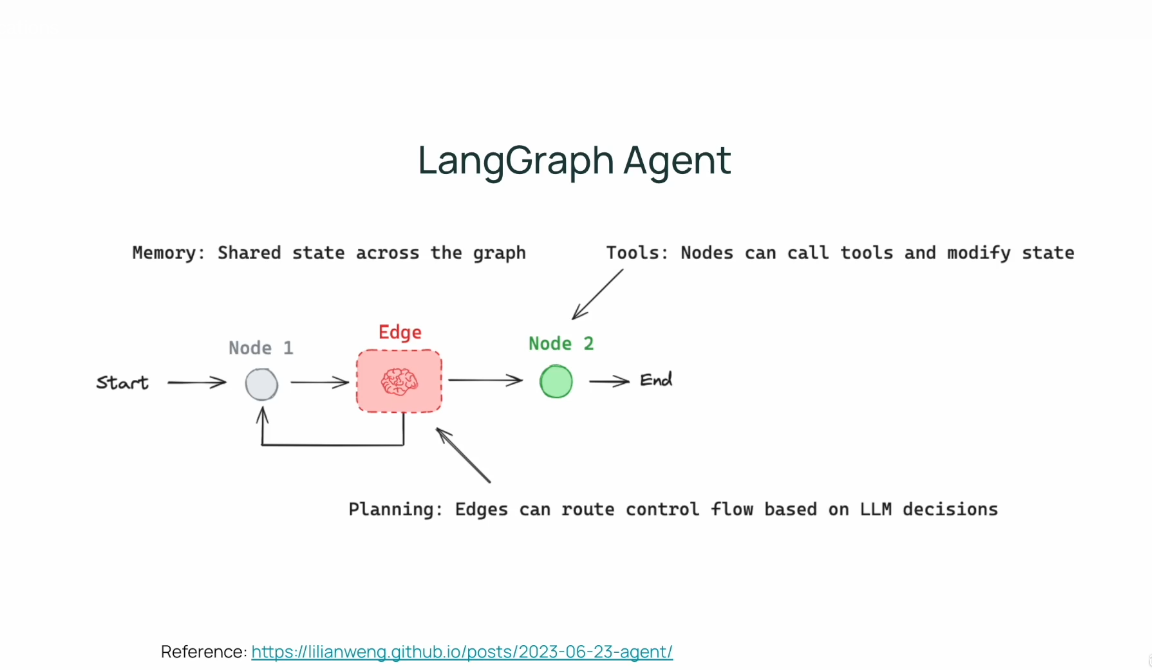 LangGraph Agent
Memory: Shared state across the graph
Tools: Nodes can call tools and modify state
Edge
Node 1
Node 2
Start
End
Planning: Edges can route control flow based on LLM decisions
Reference: https://lilianweng.github.io/posts/2023-06-23-agent/